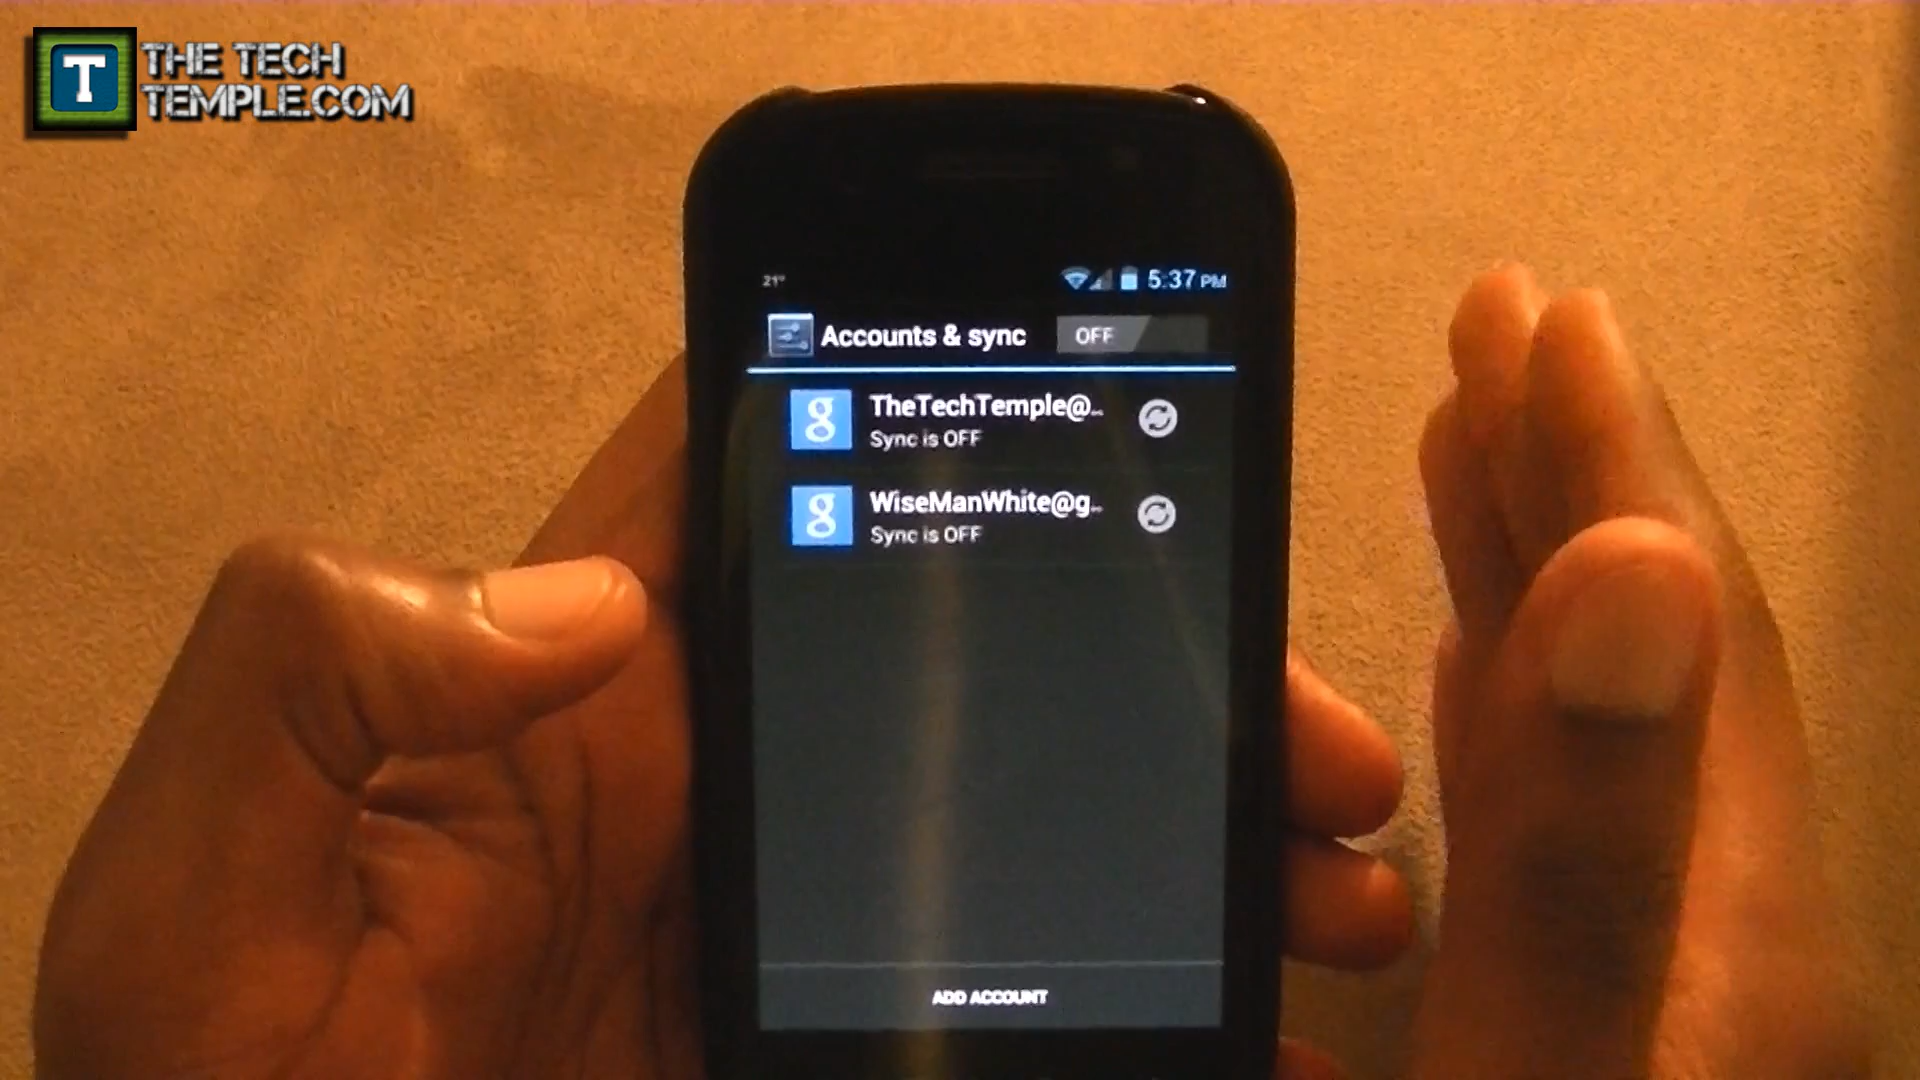 T THE TECH
TEMPLE.COM
21° 5:37 PM
Accounts & sync OFF
g TheTechTemple@...
Sync is OFF
g WiseManWhite@g...
Sync is OFF
ADD ACCOUNT